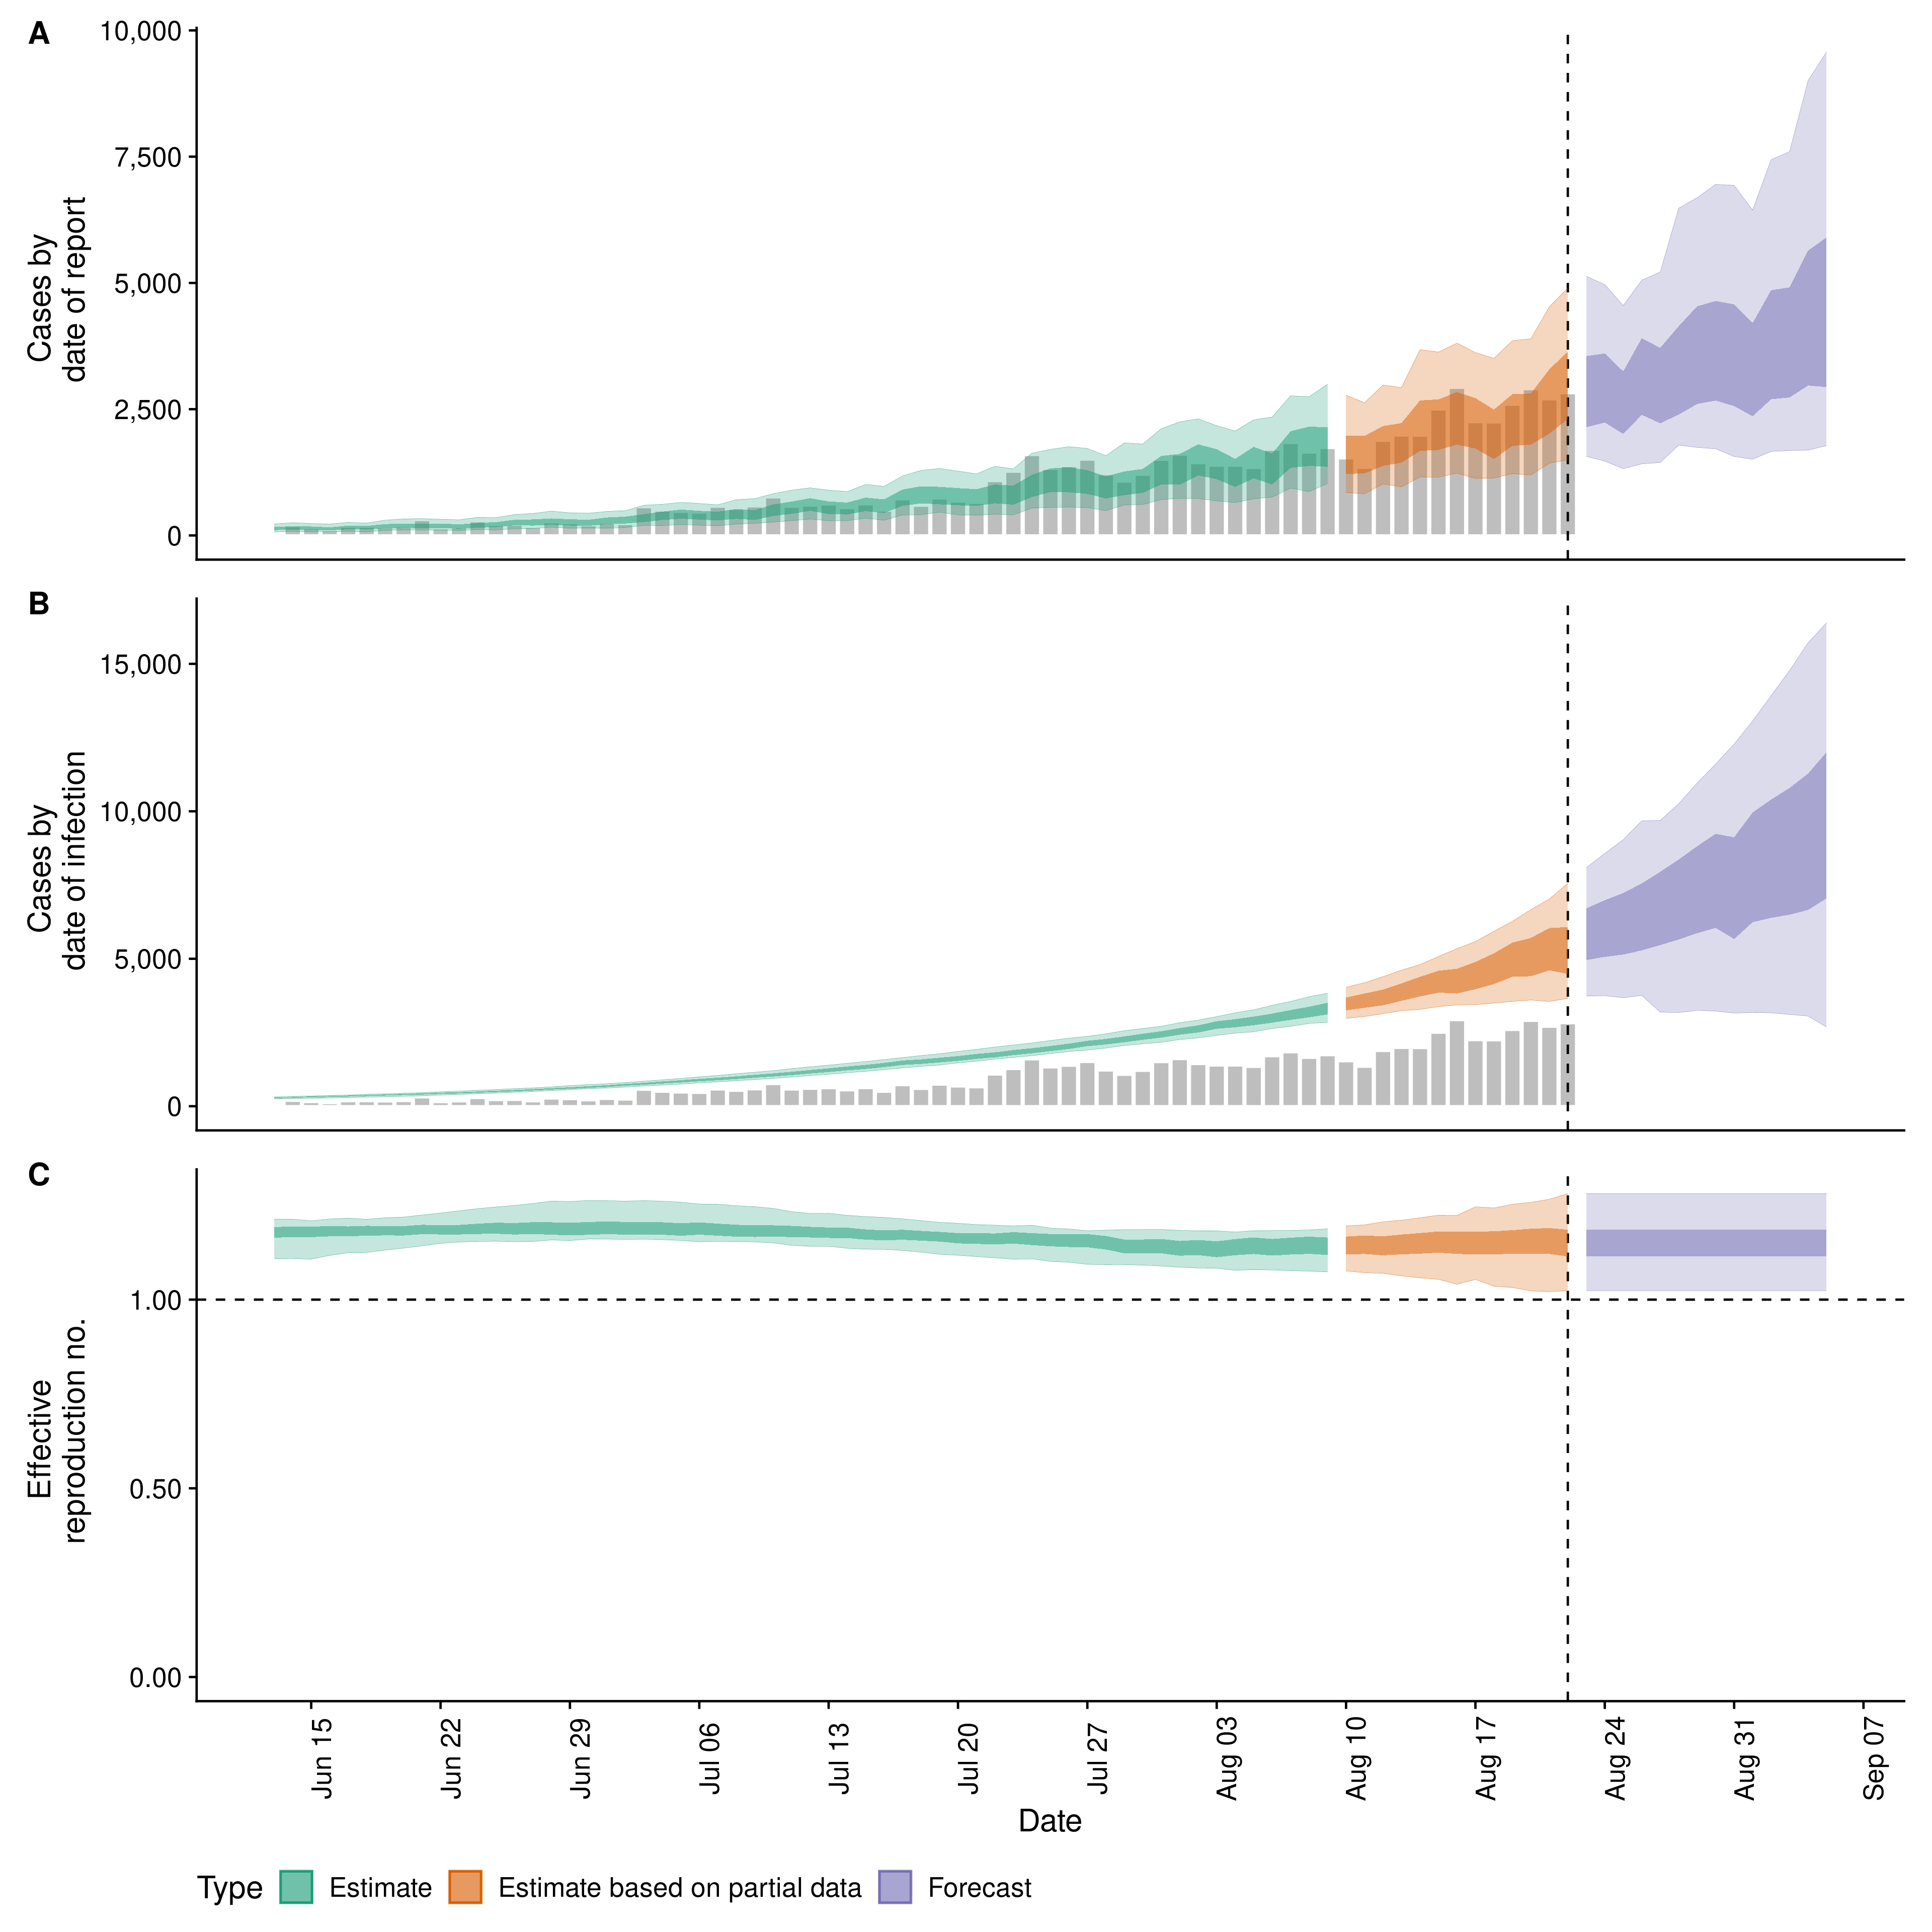 A
10,000
7,500
5,000
2,500
0
Cases by
date of report
B
15,000
10,000
5,000
0
Cases by
date of infection
C
1.00
0.50
0.00
Effective
reproduction no.
Jun 15
Jun 22
Jun 29
Jul 06
Jul 13
Jul 20
Jul 27
Aug 03
Aug 10
Aug 17
Aug 24
Aug 31
Sep 07
Date
Type Estimate Estimate based on partial data Forecast